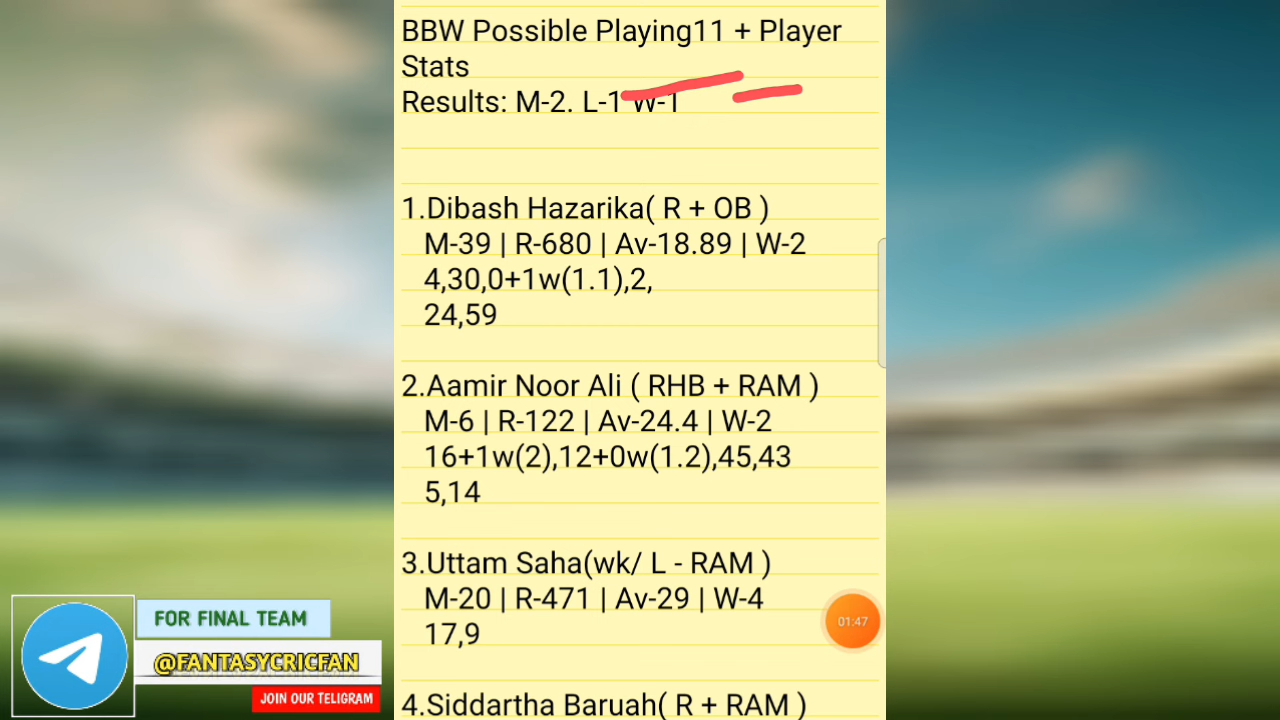 BBW Possible Playing11 + Player
Stats
Results: M-2. L-1 W-1
1.Dibash Hazarika( R + OB )
M-39 | R-680 | Av-18.89 | W-2
4,30,0+1w(1.1),2,
24,59
2.Aamir Noor Ali ( RHB + RAM )
M-6 | R-122 | Av-24.4 | W-2
16+1w(2),12+0w(1.2),45,43
5,14
3.Uttam Saha(wk/ L - RAM )
M-20 | R-471 | Av-29 | W-4
17,9
4.Siddartha Baruah( R + RAM )
01:47
FOR FINAL TEAM
@FANTASYCRICFAN
JOIN OUR TELIGRAM